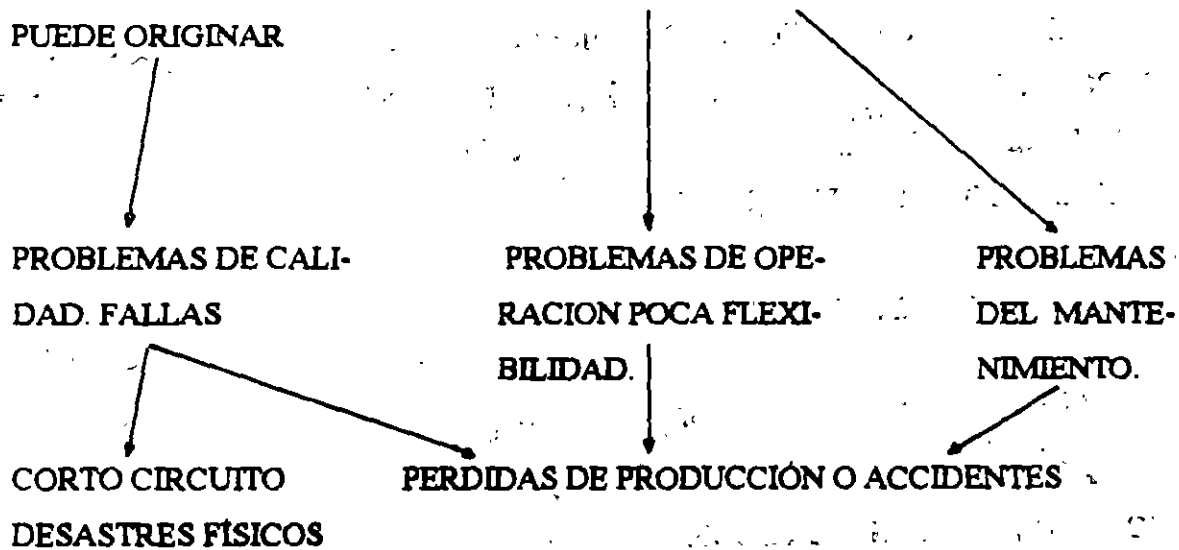 PUEDE ORIGINAR
PROBLEMAS DE CALI-
DAD. FALLAS
PROBLEMAS DE OPE-
RACION POCA FLEXI-
BILIDAD.
PROBLEMAS
DEL MANTE-
NIMIENTO.
CORTO CIRCUITO
DESASTRES FÍSICOS
PERDIDAS DE PRODUCCIÓN O ACCIDENTES